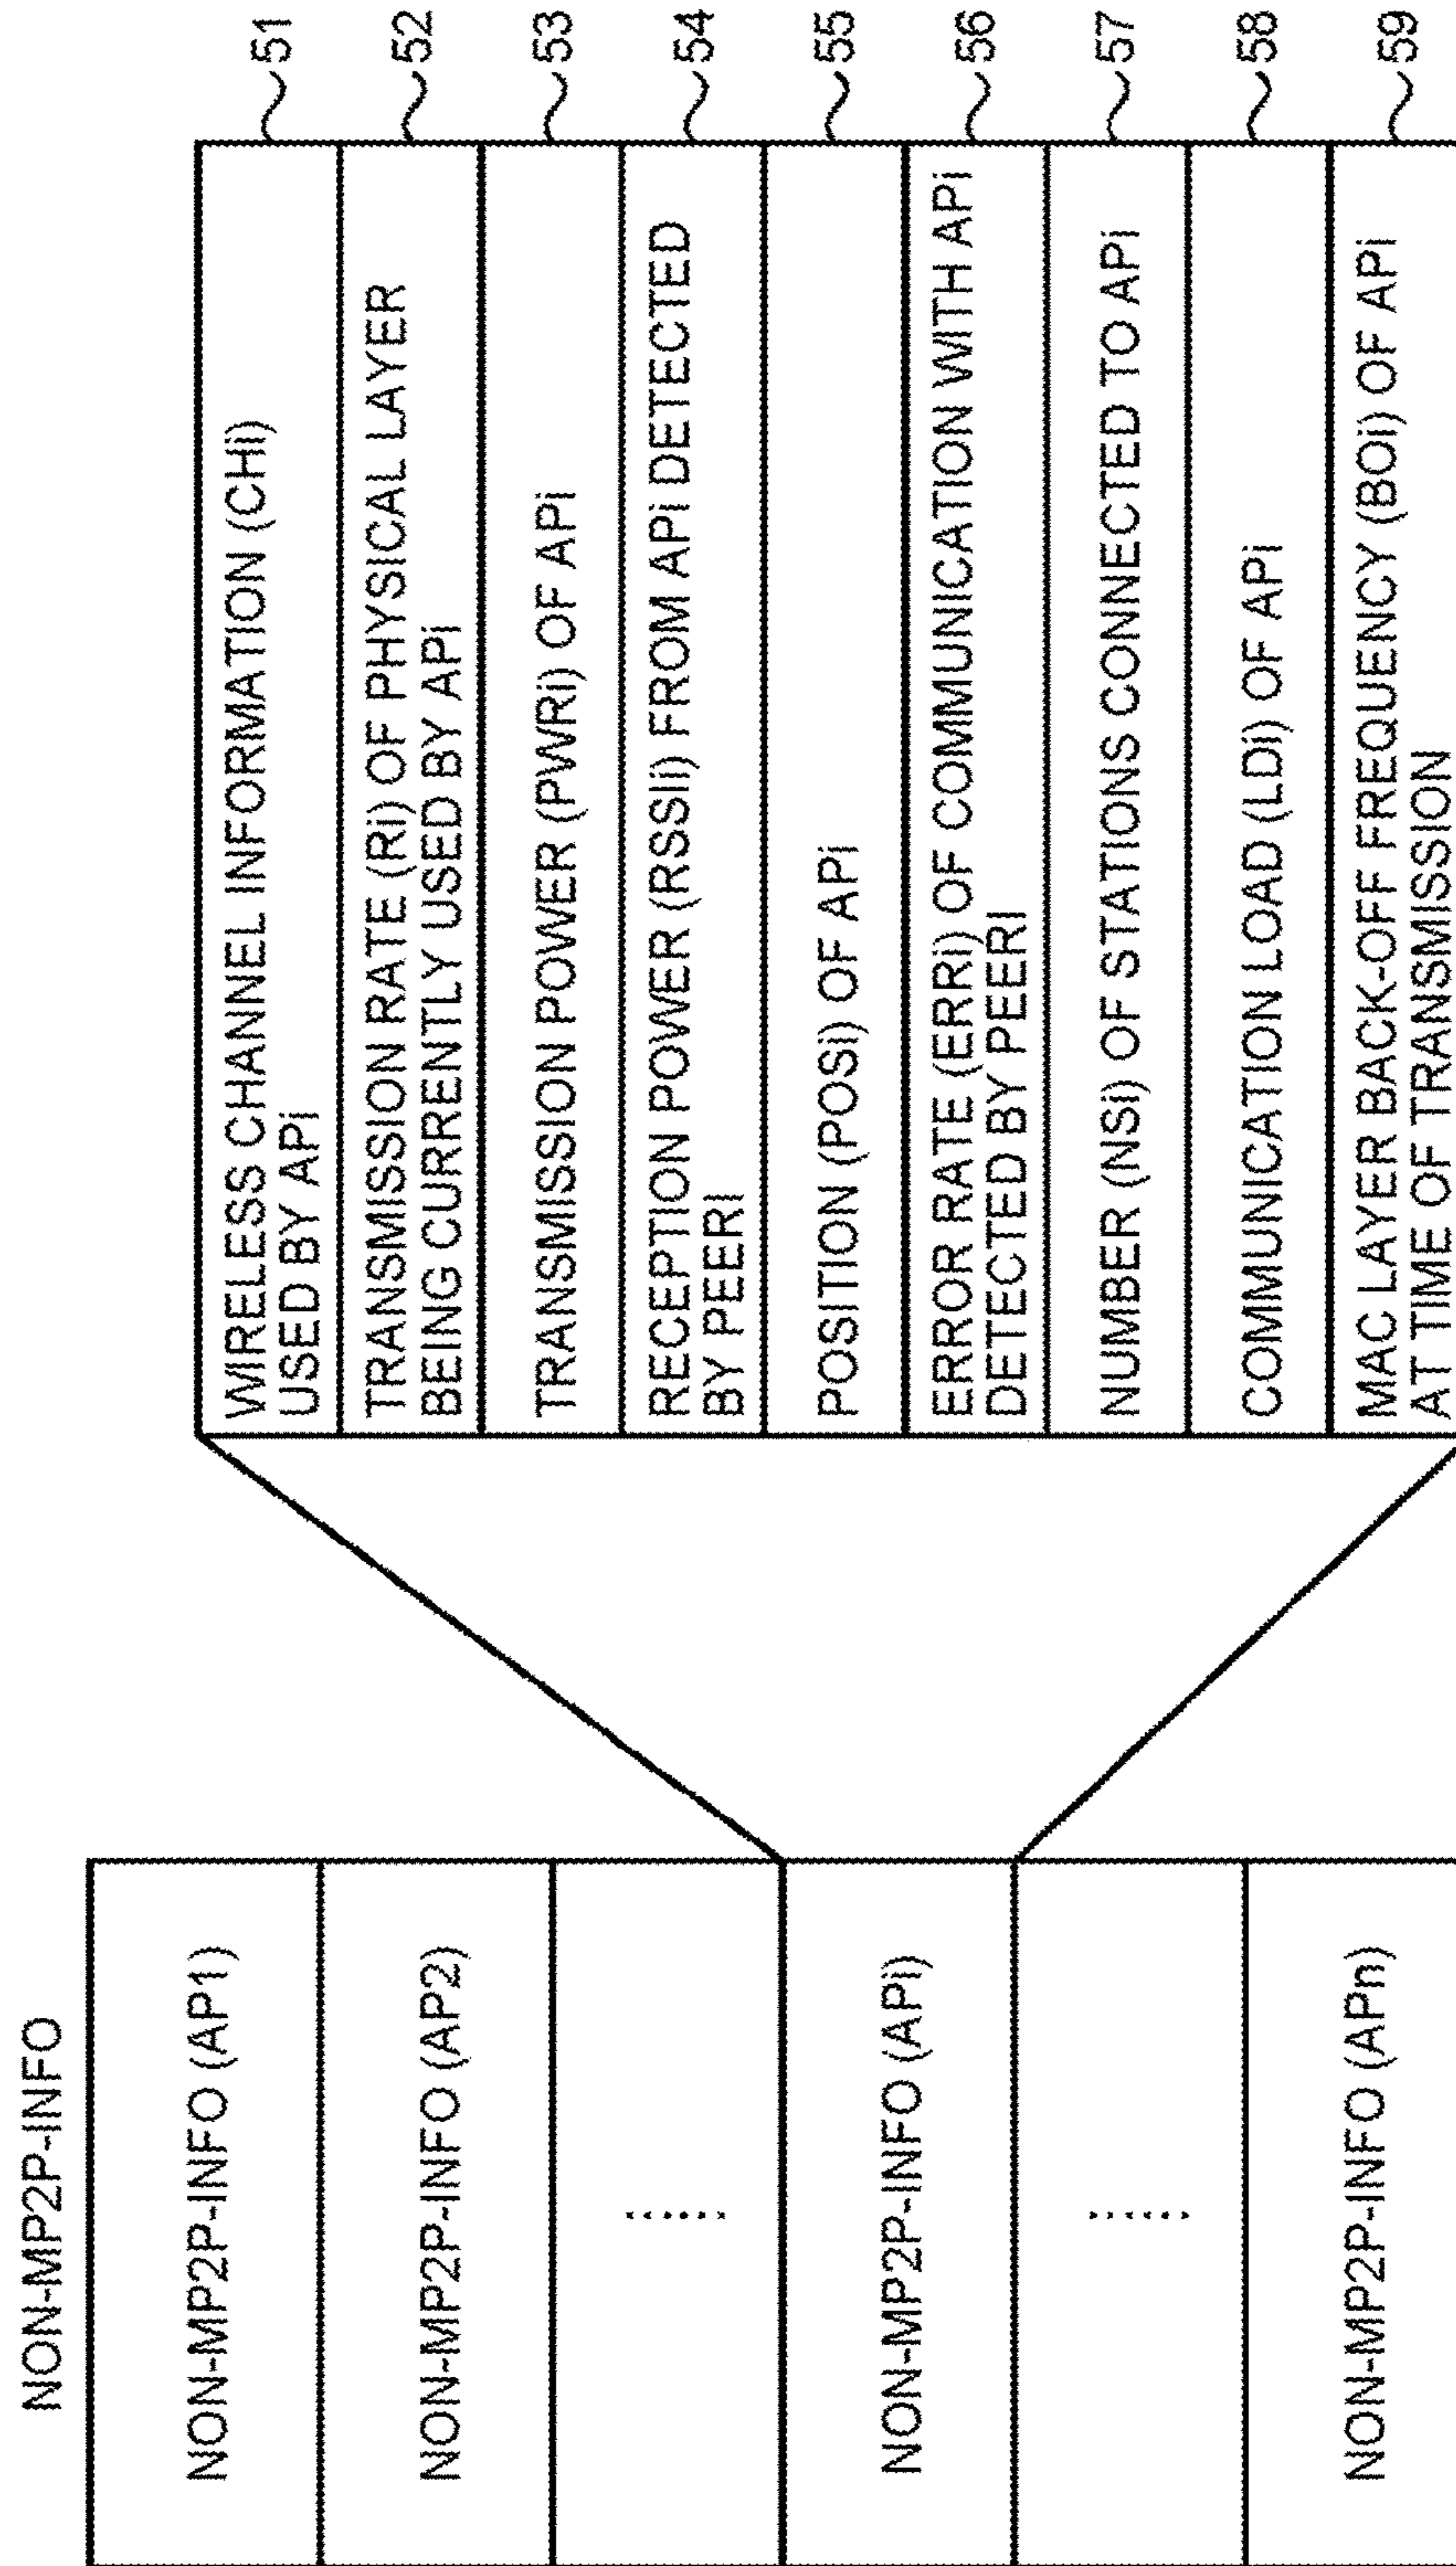 NON-MP2P-INFO
NON-MP2P-INFO (AP1)
NON-MP2P-INFO (AP2)
......
NON-MP2P-INFO (APi)
......
NON-MP2P-INFO (APn)
WIRELESS CHANNEL INFORMATION (CHi)
USED BY APi
51
TRANSMISSION RATE (Ri) OF PHYSICAL LAYER
BEING CURRENTLY USED BY APi
52
TRANSMISSION POWER (PWRi) OF APi
53
RECEPTION POWER (RSSIi) FROM APi DETECTED
BY PEERI
54
POSITION (POSi) OF APi
55
ERROR RATE (ERRi) OF COMMUNICATION WITH APi
DETECTED BY PEERI
56
NUMBER (NSi) OF STATIONS CONNECTED TO APi
57
COMMUNICATION LOAD (LDi) OF APi
58
MAC LAYER BACK-OFF FREQUENCY (BOi) OF APi
AT TIME OF TRANSMISSION
59